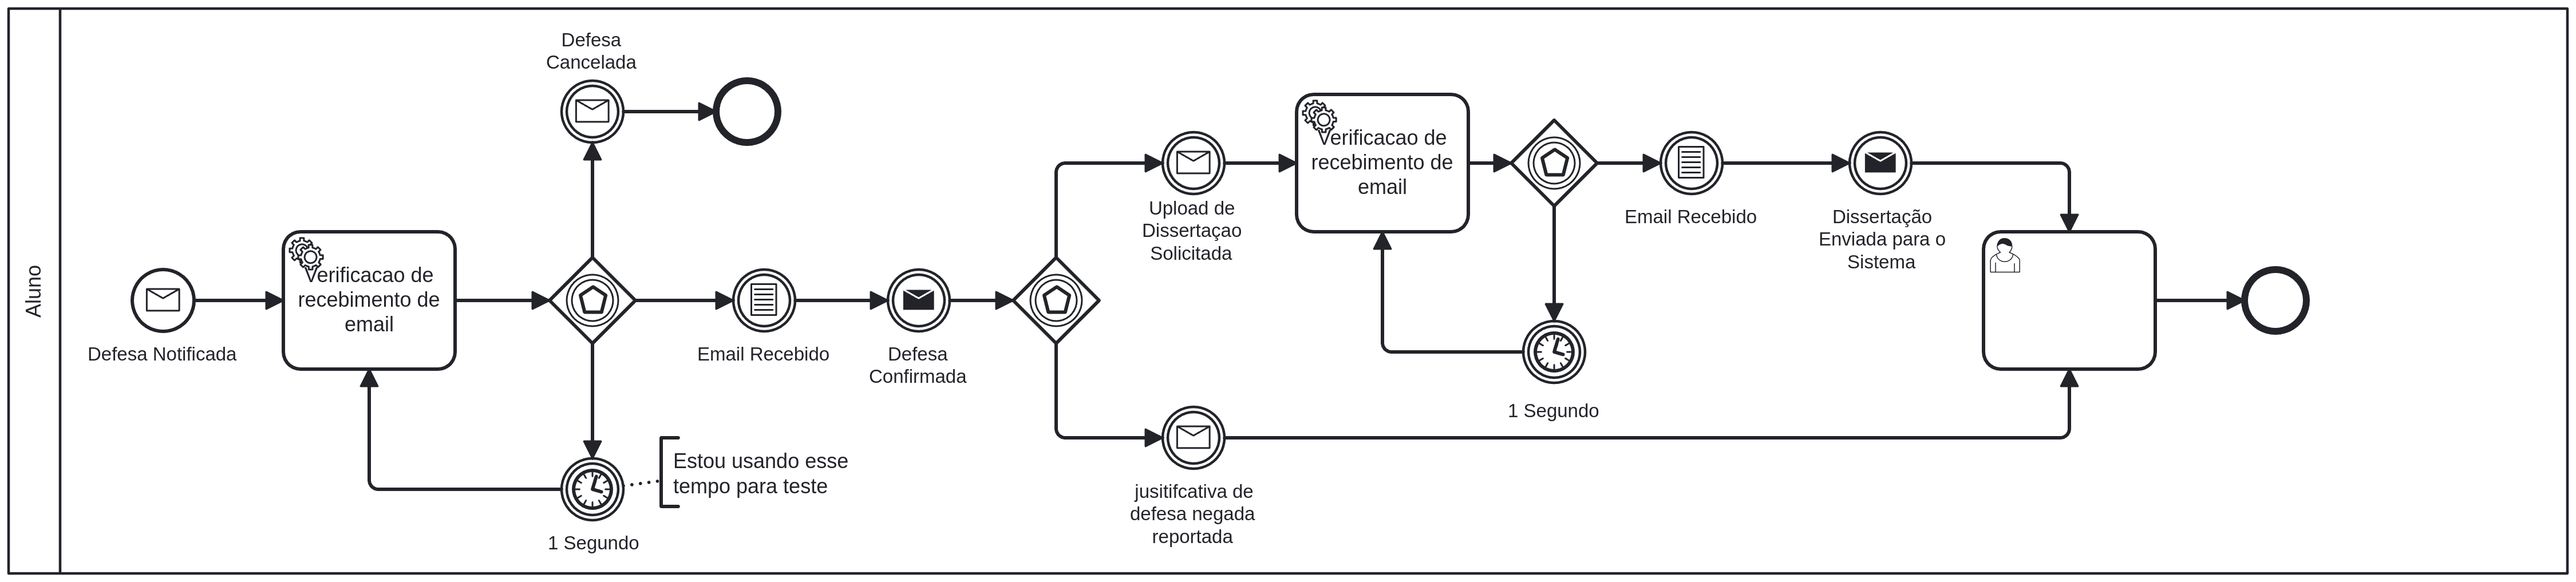 Aluno
Defesa Notificada
Verificacao de
recebimento de
email
Defesa
Cancelada
1 Segundo
Estou usando esse
tempo para teste
Email Recebido
Defesa
Confirmada
Upload de
Dissertaçao
Solicitada
jusitifcativa de
defesa negada
reportada
Verificacao de
recebimento de
email
1 Segundo
Email Recebido
Dissertação
Enviada para o
Sistema